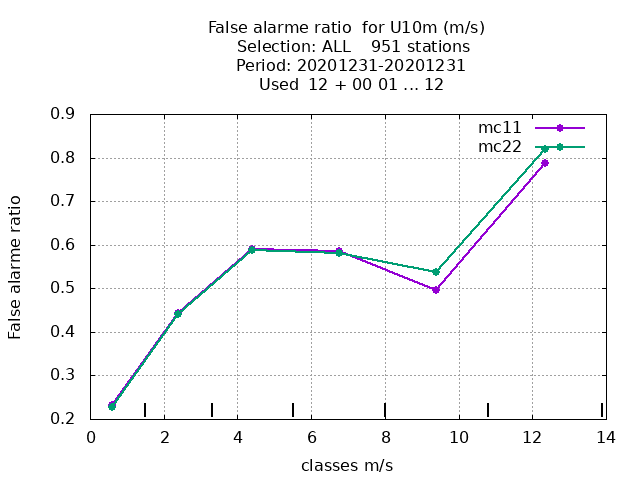 False alarme ratio  for U10m (m/s)
Selection: ALL    951 stations
Period: 20201231-20201231
Used  12 + 00 01 ... 12
mc11
mc22
False alarme ratio
0.9
0.8
0.7
0.6
0.5
0.4
0.3
0.2
0 2 4 6 8 10 12 14
classes m/s